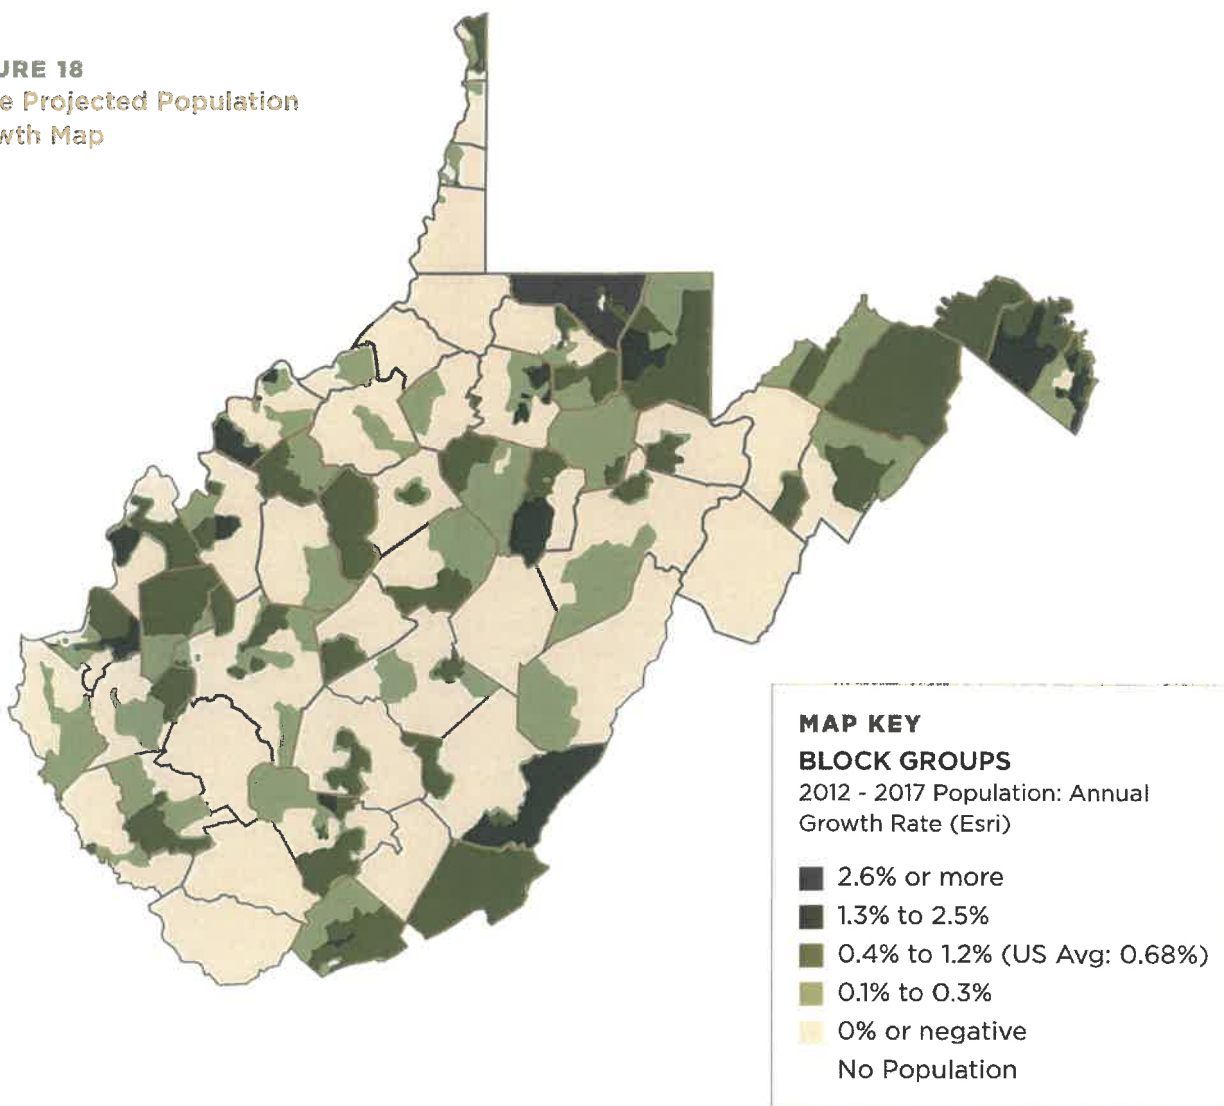 URE 18
e Projected Population
wth Map
MAP KEY
BLOCK GROUPS
2012 - 2017 Population: Annual
Growth Rate (Esri)
2.6% or more
1.3% to 2.5%
0.4% to 1.2% (US Avg: 0.68%)
0.1% to 0.3%
0% or negative
No Population